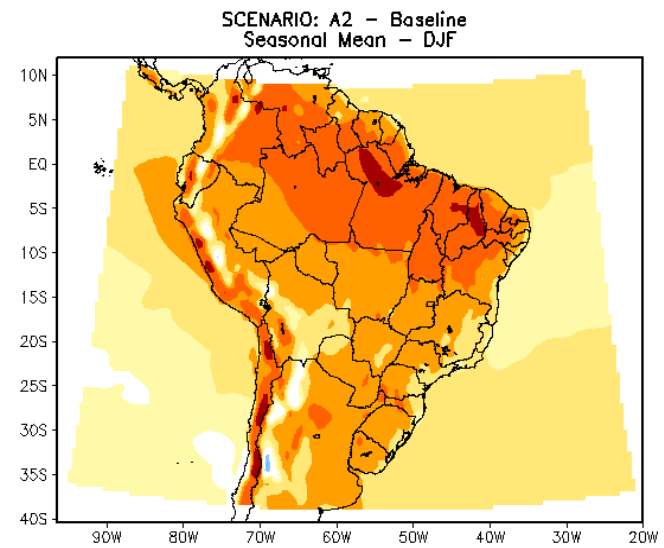 SCENARIO: A2 - Baseline
Seasonal Mean - DJF
10N
5N
EQ
5S
10S
15S
20S
25S
30S
35S
40S
90W 80W 70W 60W 50W 40W 30W 20W